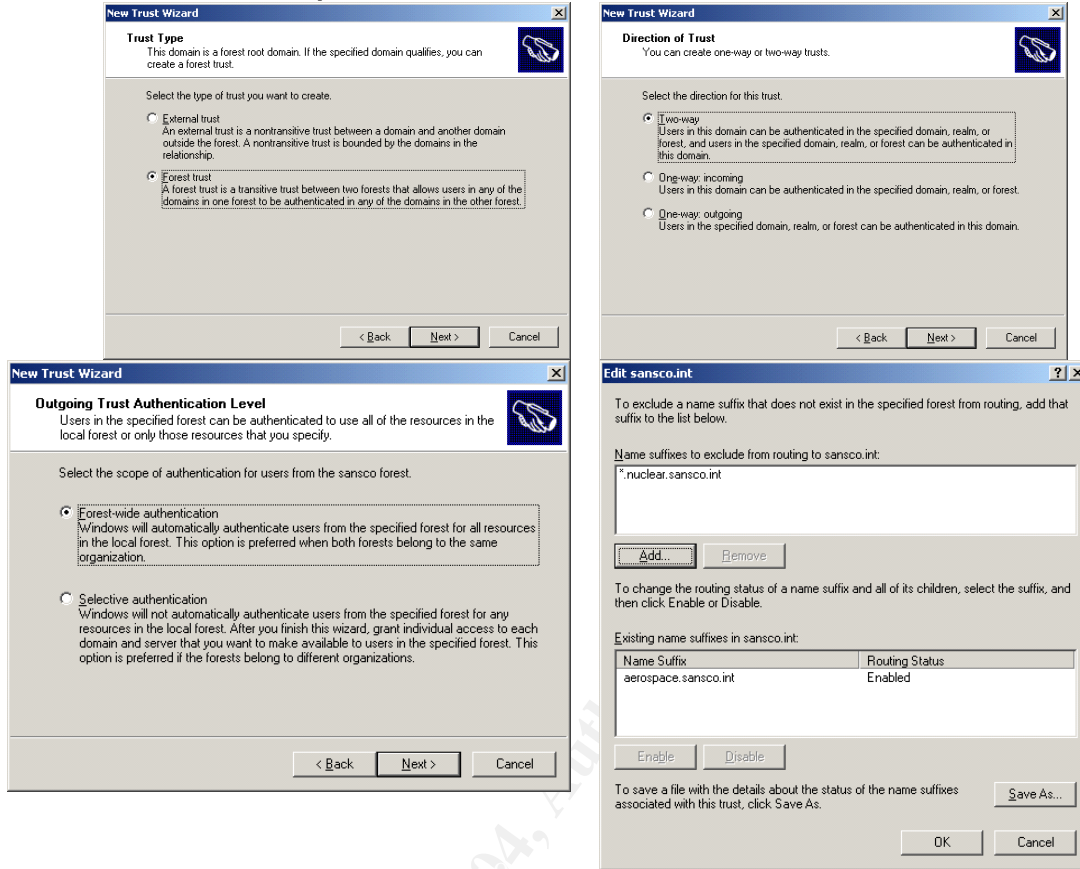 New Trust Wizard
Trust Type
This domain is a forest root domain. If the specified domain qualifies, you can
create a forest trust.
Select the type of trust you want to create.
External trust
An external trust is a nontransitive trust between a domain and another domain
outside the forest. A nontransitive trust is bounded by the domains in the
relationship.
Forest trust
A forest trust is a transitive trust between two forests that allows users in any of the
domains in one forest to be authenticated in any of the domains in the other forest.
< Back
Next >
Cancel
New Trust Wizard
Direction of Trust
You can create one-way or two-way trusts.
Select the direction for this trust.
Two-way
Users in this domain can be authenticated in the specified domain, realm, or
forest, and users in the specified domain, realm, or forest can be authenticated in
this domain.
One-way: incoming
Users in this domain can be authenticated in the specified domain, realm, or forest.
One-way: outgoing
Users in the specified domain, realm, or forest can be authenticated in this domain.
< Back
Next >
Cancel
New Trust Wizard
Outgoing Trust Authentication Level
Users in the specified forest can be authenticated to use all of the resources in the
local forest or only those resources that you specify.
Select the scope of authentication for users from the sansco forest.
Forest-wide authentication
Windows will automatically authenticate users from the specified forest for all resources
in the local forest. This option is preferred when both forests belong to the same
organization.
Selective authentication
Windows will not automatically authenticate users from the specified forest for any
resources in the local forest. After you finish this wizard, grant individual access to each
domain and server that you want to make available to users in the specified forest. This
option is preferred if the forests belong to different organizations.
< Back
Next >
Cancel
Edit sansco.int
To exclude a name suffix that does not exist in the specified forest from routing, add that
suffix to the list below.
Name suffixes to exclude from routing to sansco.int:
*.nuclear.sansco.int
Add...
Remove
To change the routing status of a name suffix and all of its children, select the suffix, and
then click Enable or Disable.
Existing name suffixes in sansco.int:
Name Suffix Routing Status
aerospace.sansco.int Enabled
Enable
Disable
To save a file with the details about the status of the name suffixes
associated with this trust, click Save As.
Save As...
OK
Cancel